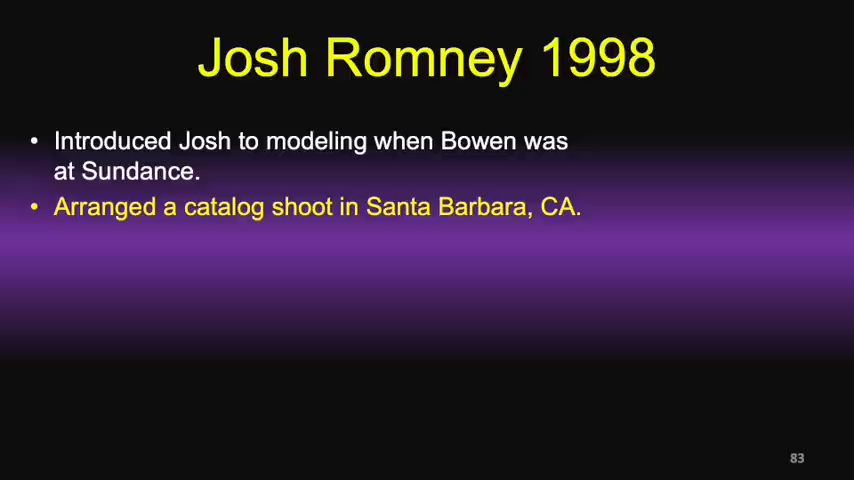 Josh Romney 1998
• Introduced Josh to modeling when Bowen was
at Sundance.
• Arranged a catalog shoot in Santa Barbara, CA.
83